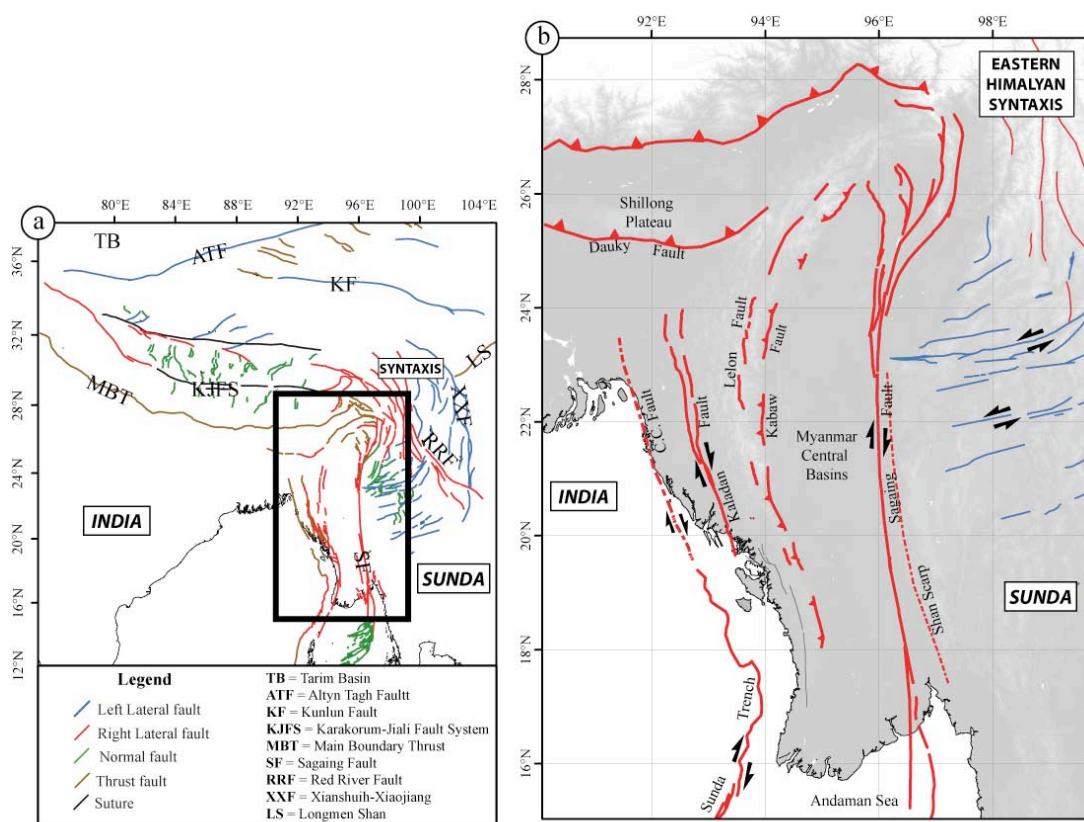 a
80°E 84°E 88°E 92°E 96°E 100°E 104°E
36°N
32°N
28°N
24°N
20°N
16°N
12°N
TB
ATF
KF
LS
SYNTAXIS
KJFS
MBT
XXF
RRF
INDIA
SF
SUNDA
Legend
Left Lateral fault
Right Lateral fault
Normal fault
Thrust fault
Suture
TB = Tarim Basin
ATF = Altyn Tagh Faultt
KF = Kunlun Fault
KJFS = Karakorum-Jiali Fault System
MBT = Main Boundary Thrust
SF = Sagaing Fault
RRF = Red River Fault
XXF = Xianshuih-Xiaojiang
LS = Longmen Shan
b
92°E 94°E 96°E 98°E
28°N
26°N
24°N
22°N
20°N
18°N
16°N
EASTERN
HIMALYAN
SYNTAXIS
Shillong
Plateau
Dauky Fault
Lelon Fault
Kabaw Fault
C.C. Fault
Kaladan Fault
Myanmar
Central
Basins
Sagaing Fault
Shan Scarp
INDIA
SUNDA
Sunda Trench
Andaman Sea